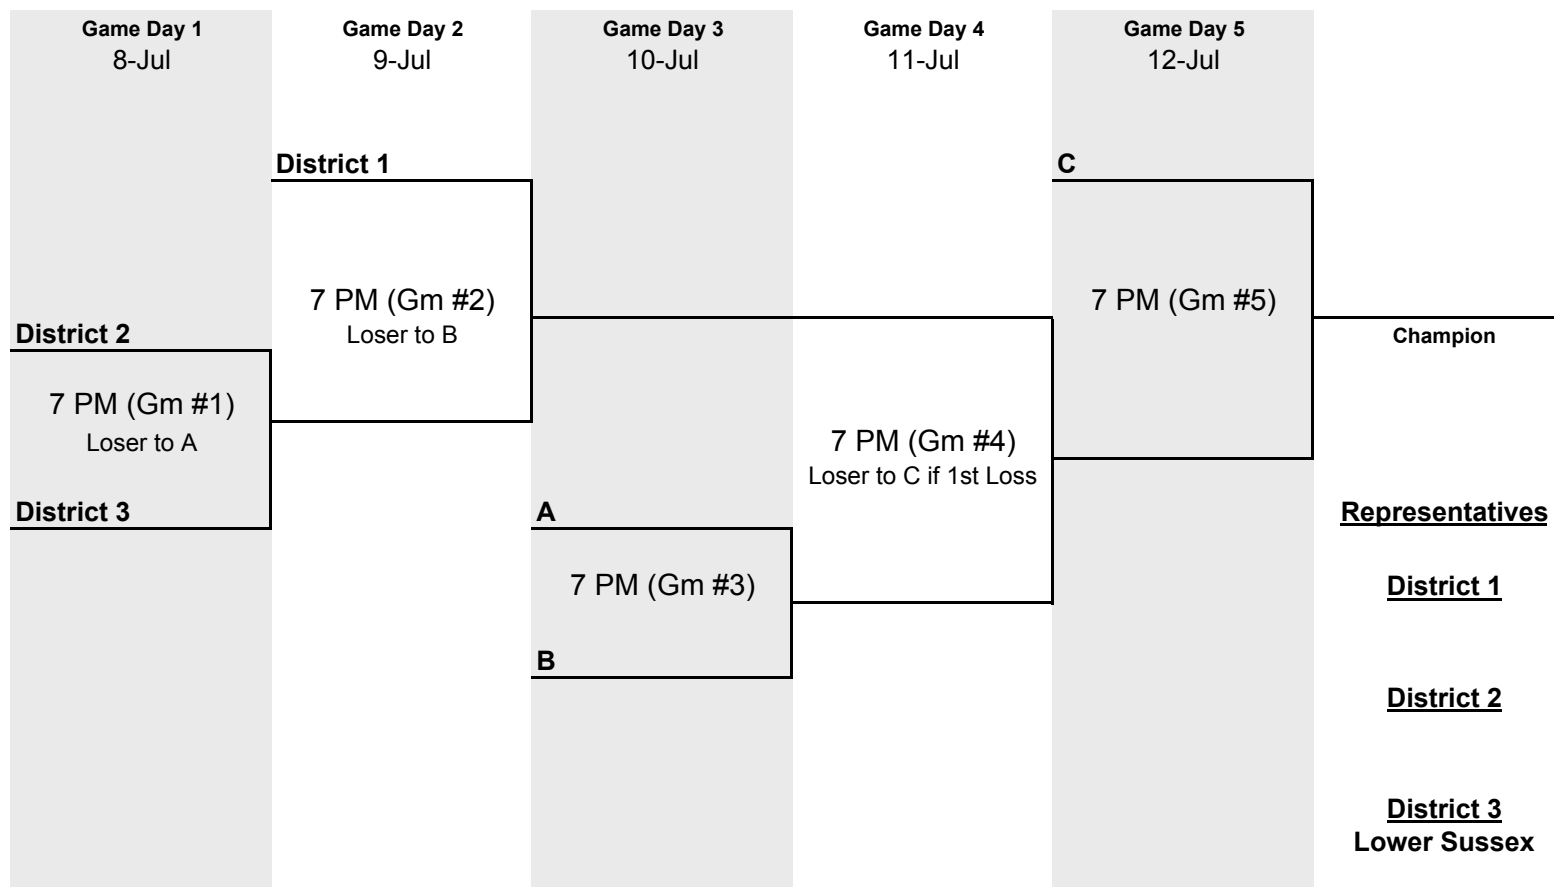 Game Day 1
8-Jul
Game Day 2
9-Jul
Game Day 3
10-Jul
Game Day 4
11-Jul
Game Day 5
12-Jul
District 1
C
7 PM (Gm #2)
Loser to B
7 PM (Gm #5)
District 2
Champion
7 PM (Gm #1)
Loser to A
7 PM (Gm #4)
Loser to C if 1st Loss
District 3
A
Representatives
7 PM (Gm #3)
District 1
B
District 2
District 3
Lower Sussex